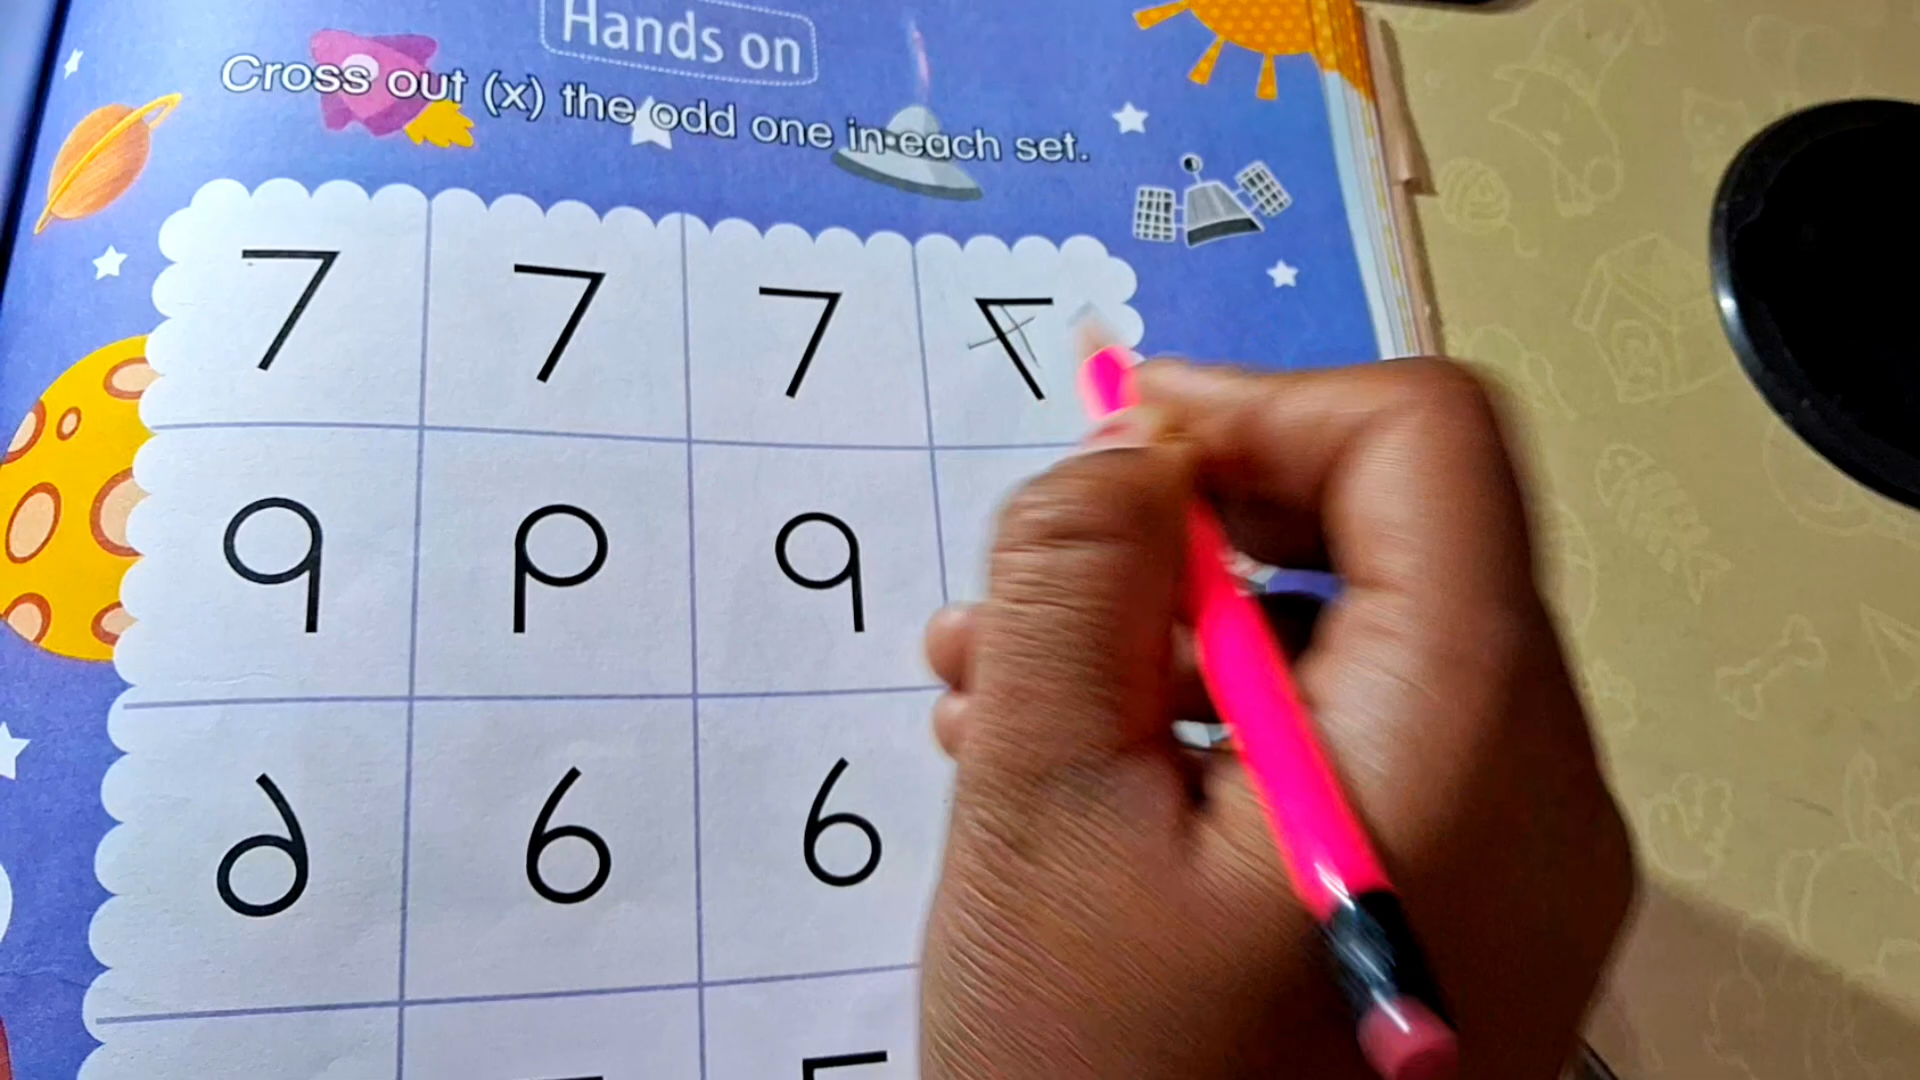 Hands on
Cross out (x) the odd one in each set.
7 7 7
9 9
6 6